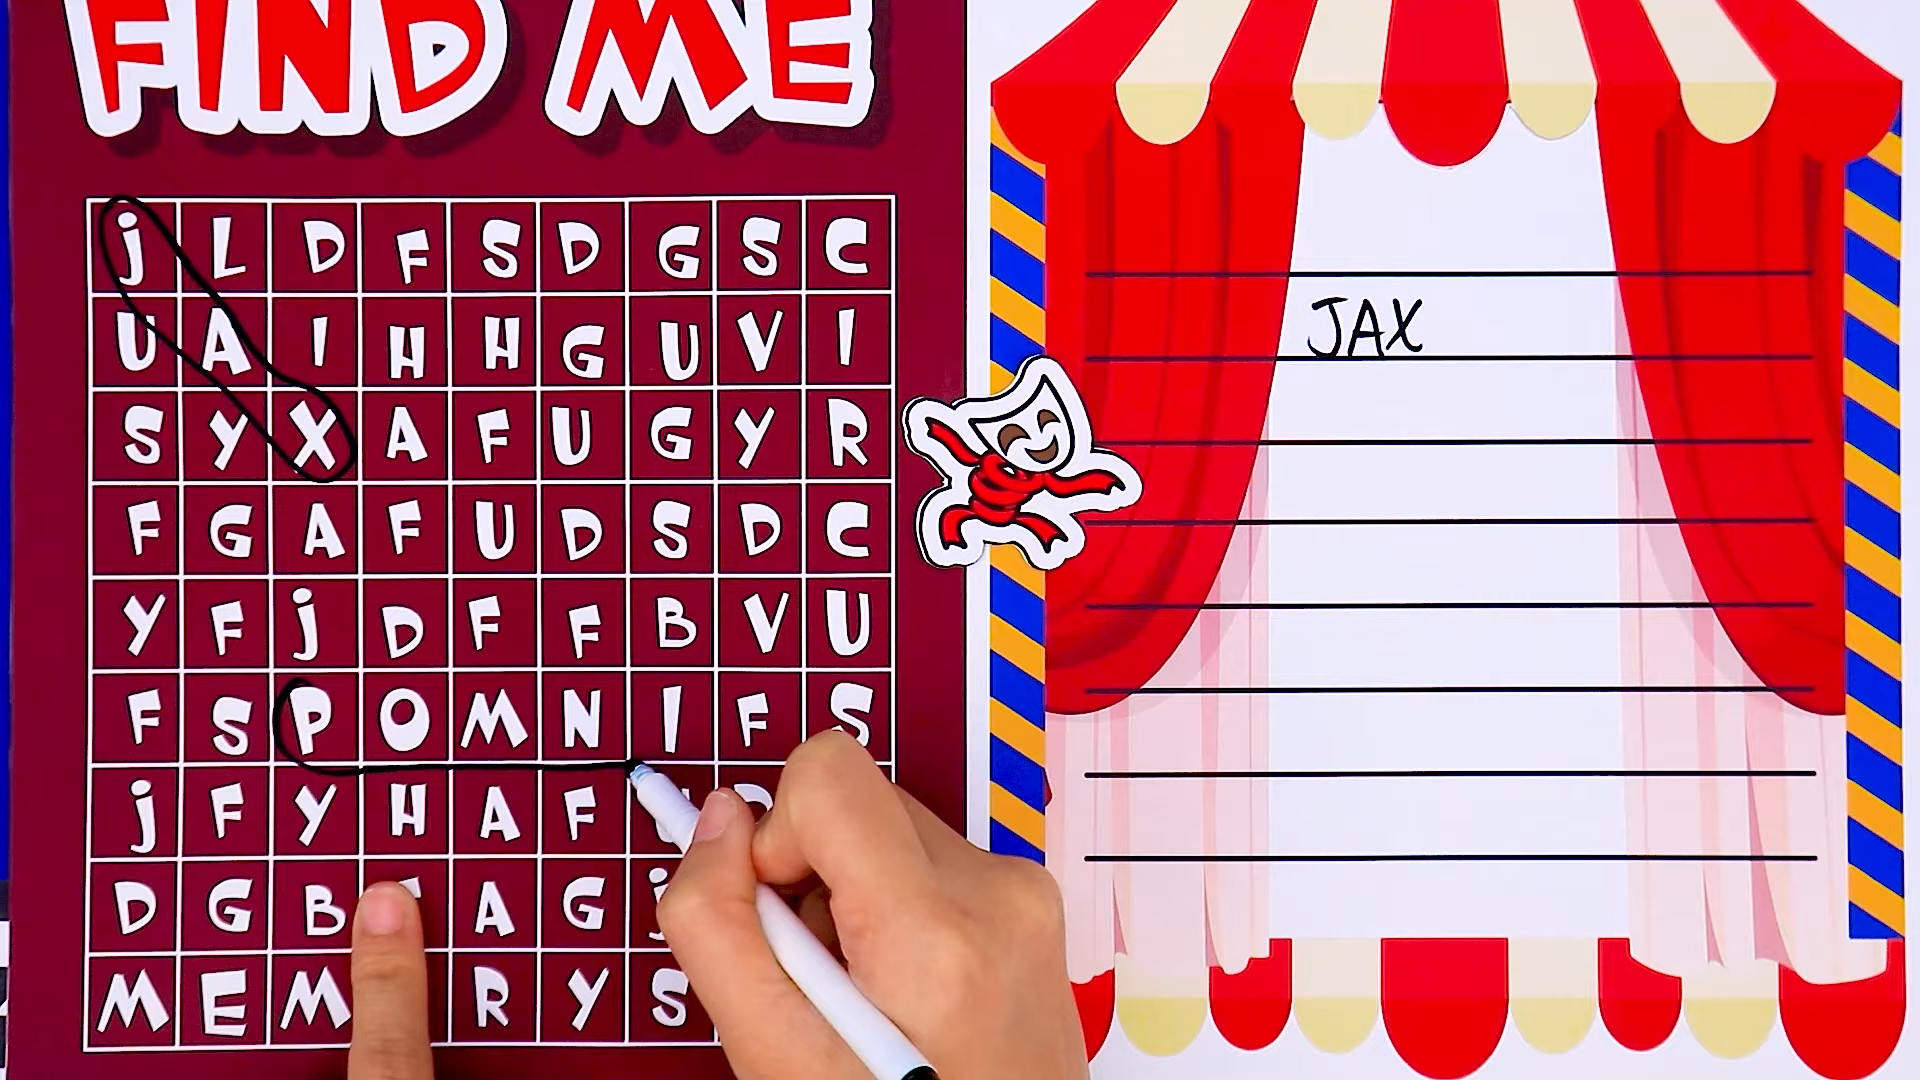 FIND ME
J L D F S D G S C
U A I H H G U V I
S Y X A F U G Y R
F G A F U D S D C
Y F J D F F B V U
F S P O M N I F S
J F Y H A F
D G B A G J
M E M R Y S
JAX